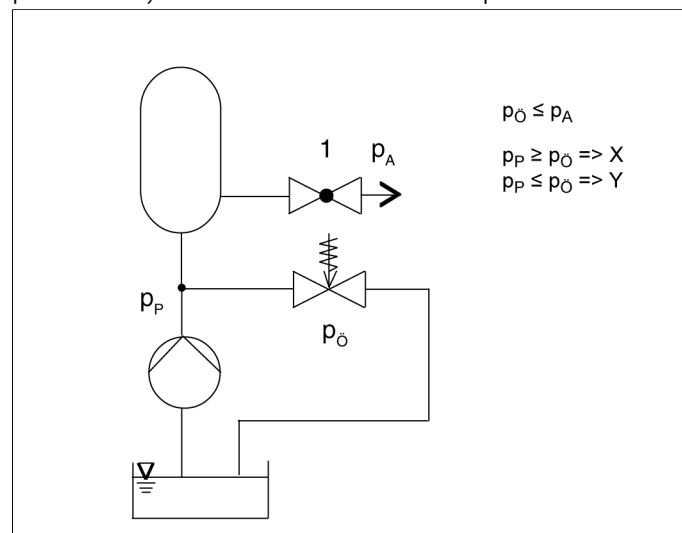 1
p_A
p_Ö ≤ p_A
p_P ≥ p_Ö => X
p_P ≤ p_Ö => Y
p_P
p_Ö